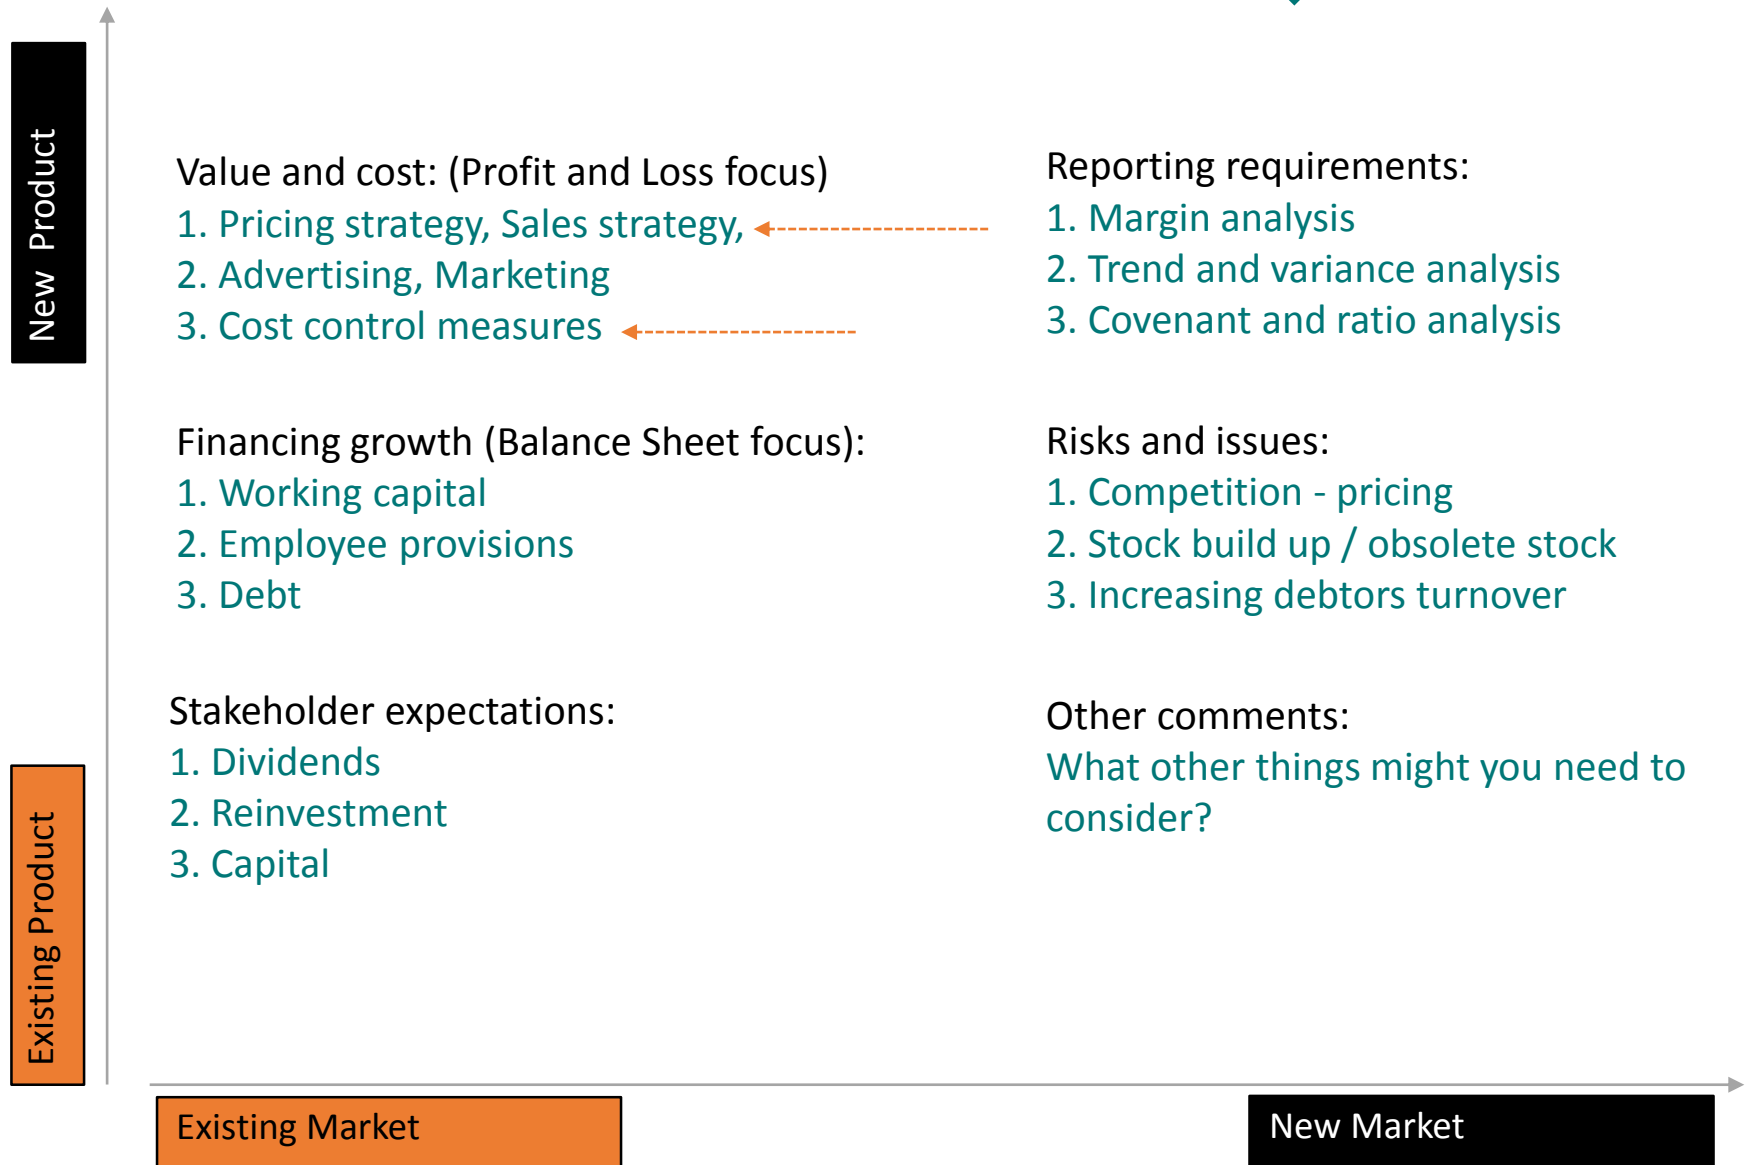 New  Product
Value and cost: (Profit and Loss focus)
1. Pricing strategy, Sales strategy,
2. Advertising, Marketing
3. Cost control measures
Reporting requirements:
1. Margin analysis
2. Trend and variance analysis
3. Covenant and ratio analysis
Financing growth (Balance Sheet focus):
1. Working capital
2. Employee provisions
3. Debt
Risks and issues:
1. Competition - pricing
2. Stock build up / obsolete stock
3. Increasing debtors turnover
Existing Product
Stakeholder expectations:
1. Dividends
2. Reinvestment
3. Capital
Other comments:
What other things might you need to
consider?
Existing Market
New Market